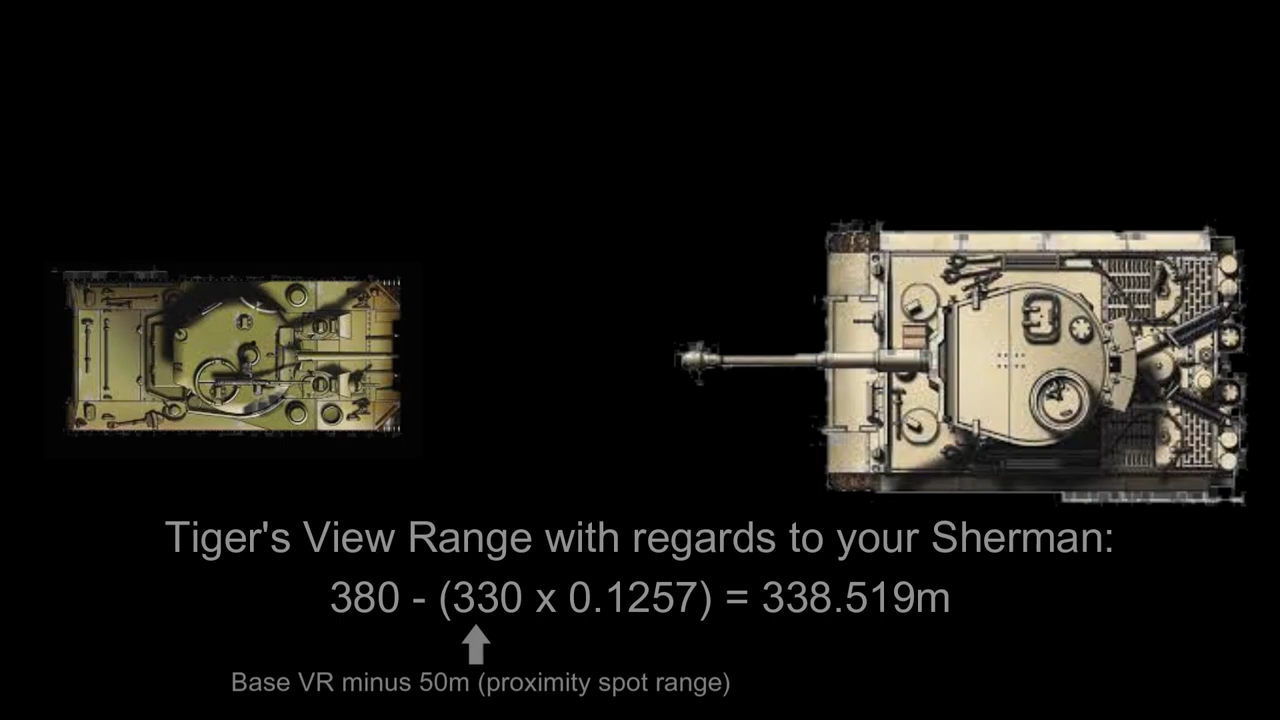 Tiger's View Range with regards to your Sherman:
380 - (330 x 0.1257) = 338.519m
Base VR minus 50m (proximity spot range)